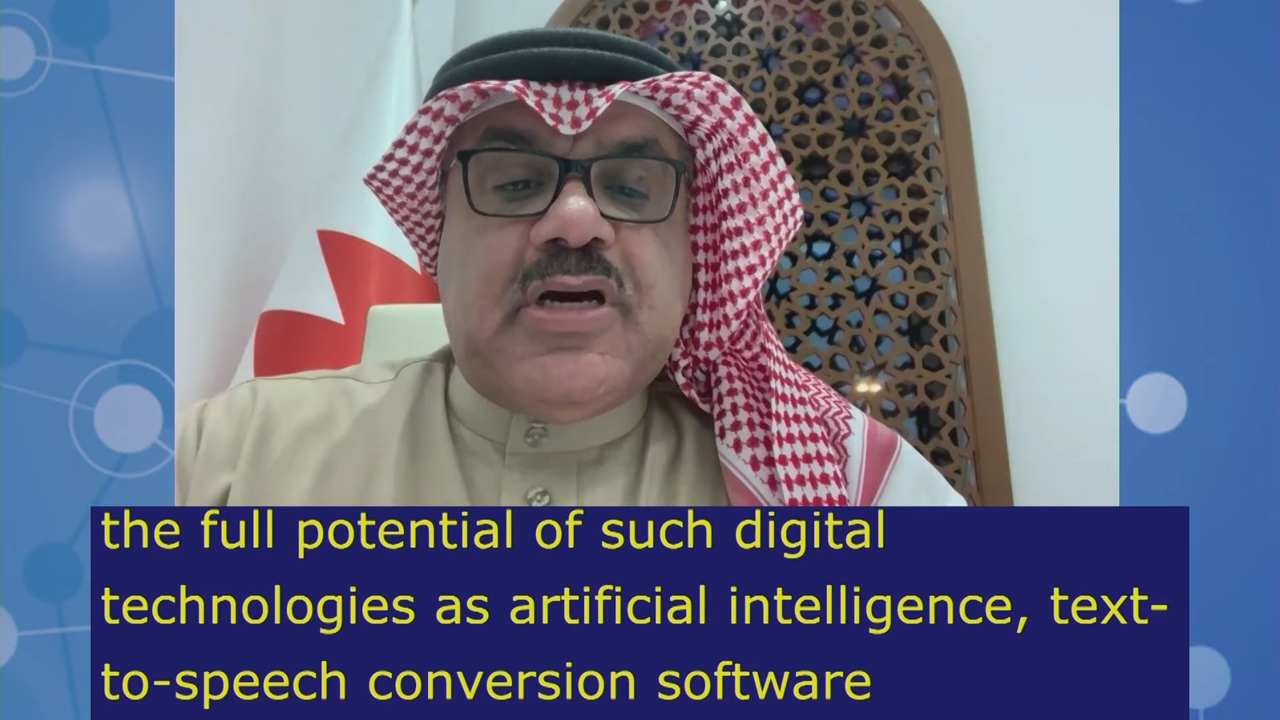 the full potential of such digital
technologies as artificial intelligence, text-
to-speech conversion software